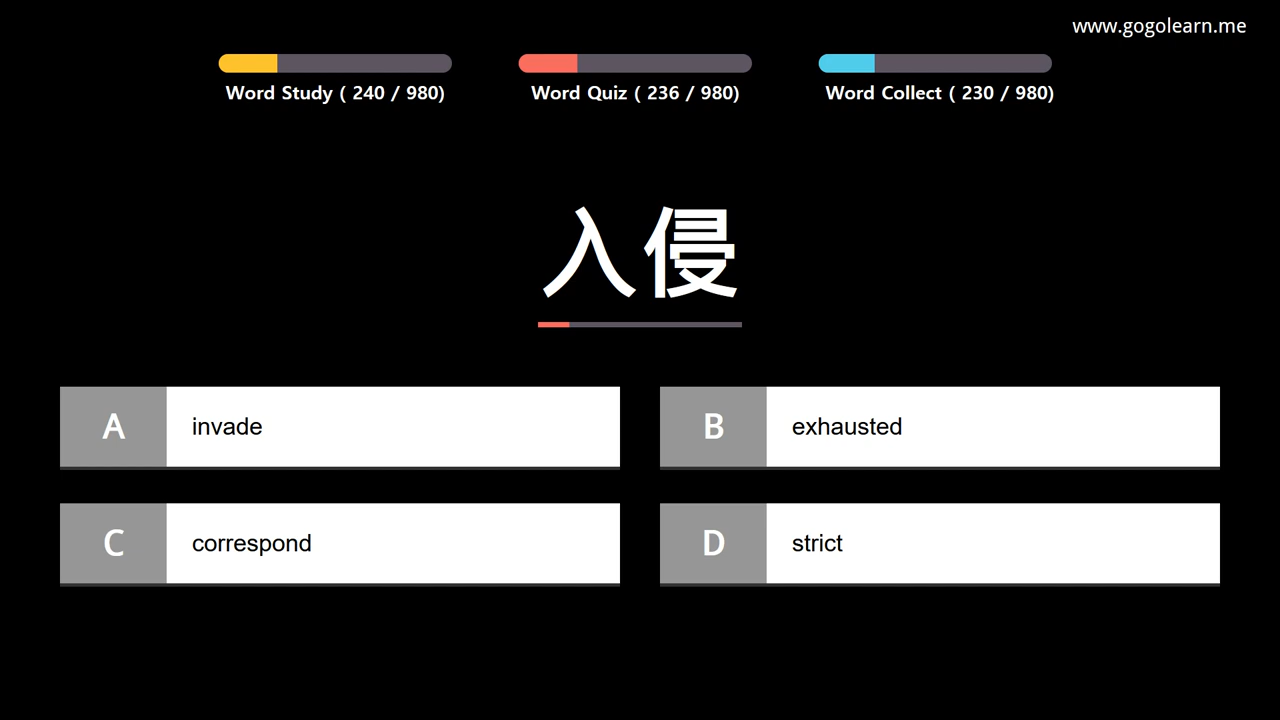 www.gogolearn.me
Word Study ( 240 / 980)
Word Quiz ( 236 / 980)
Word Collect ( 230 / 980)
入侵
A invade
B exhausted
C correspond
D strict